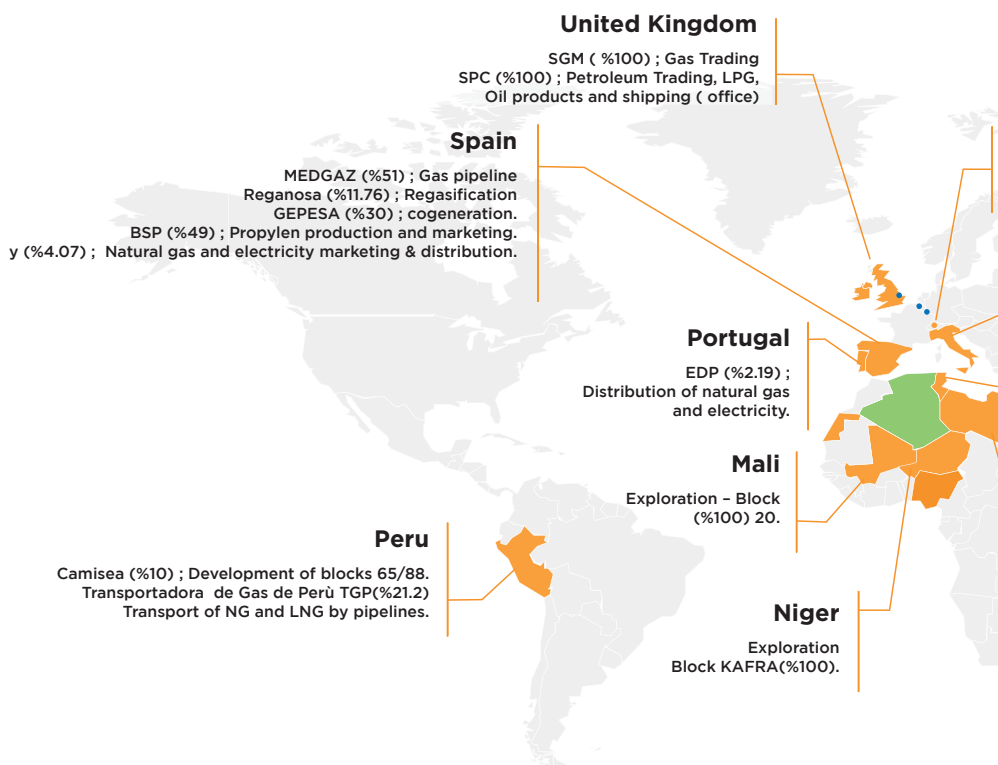 United Kingdom
SGM ( %100) ; Gas Trading
SPC (%100) ; Petroleum Trading, LPG,
Oil products and shipping ( office)
Spain
MEDGAZ (%51) ; Gas pipeline
Reganosa (%11.76) ; Regasification
GEPESA (%30) ; cogeneration.
BSP (%49) ; Propylen production and marketing.
y (%4.07) ;  Natural gas and electricity marketing & distribution.
Portugal
EDP (%2.19) ;
Distribution of natural gas
and electricity.
Mali
Exploration – Block
(%100) 20.
Peru
Camisea (%10) ; Development of blocks 65/88.
Transportadora  de Gas de Perù TGP(%21.2)
Transport of NG and LNG by pipelines.
Niger
Exploration
Block KAFRA(%100).